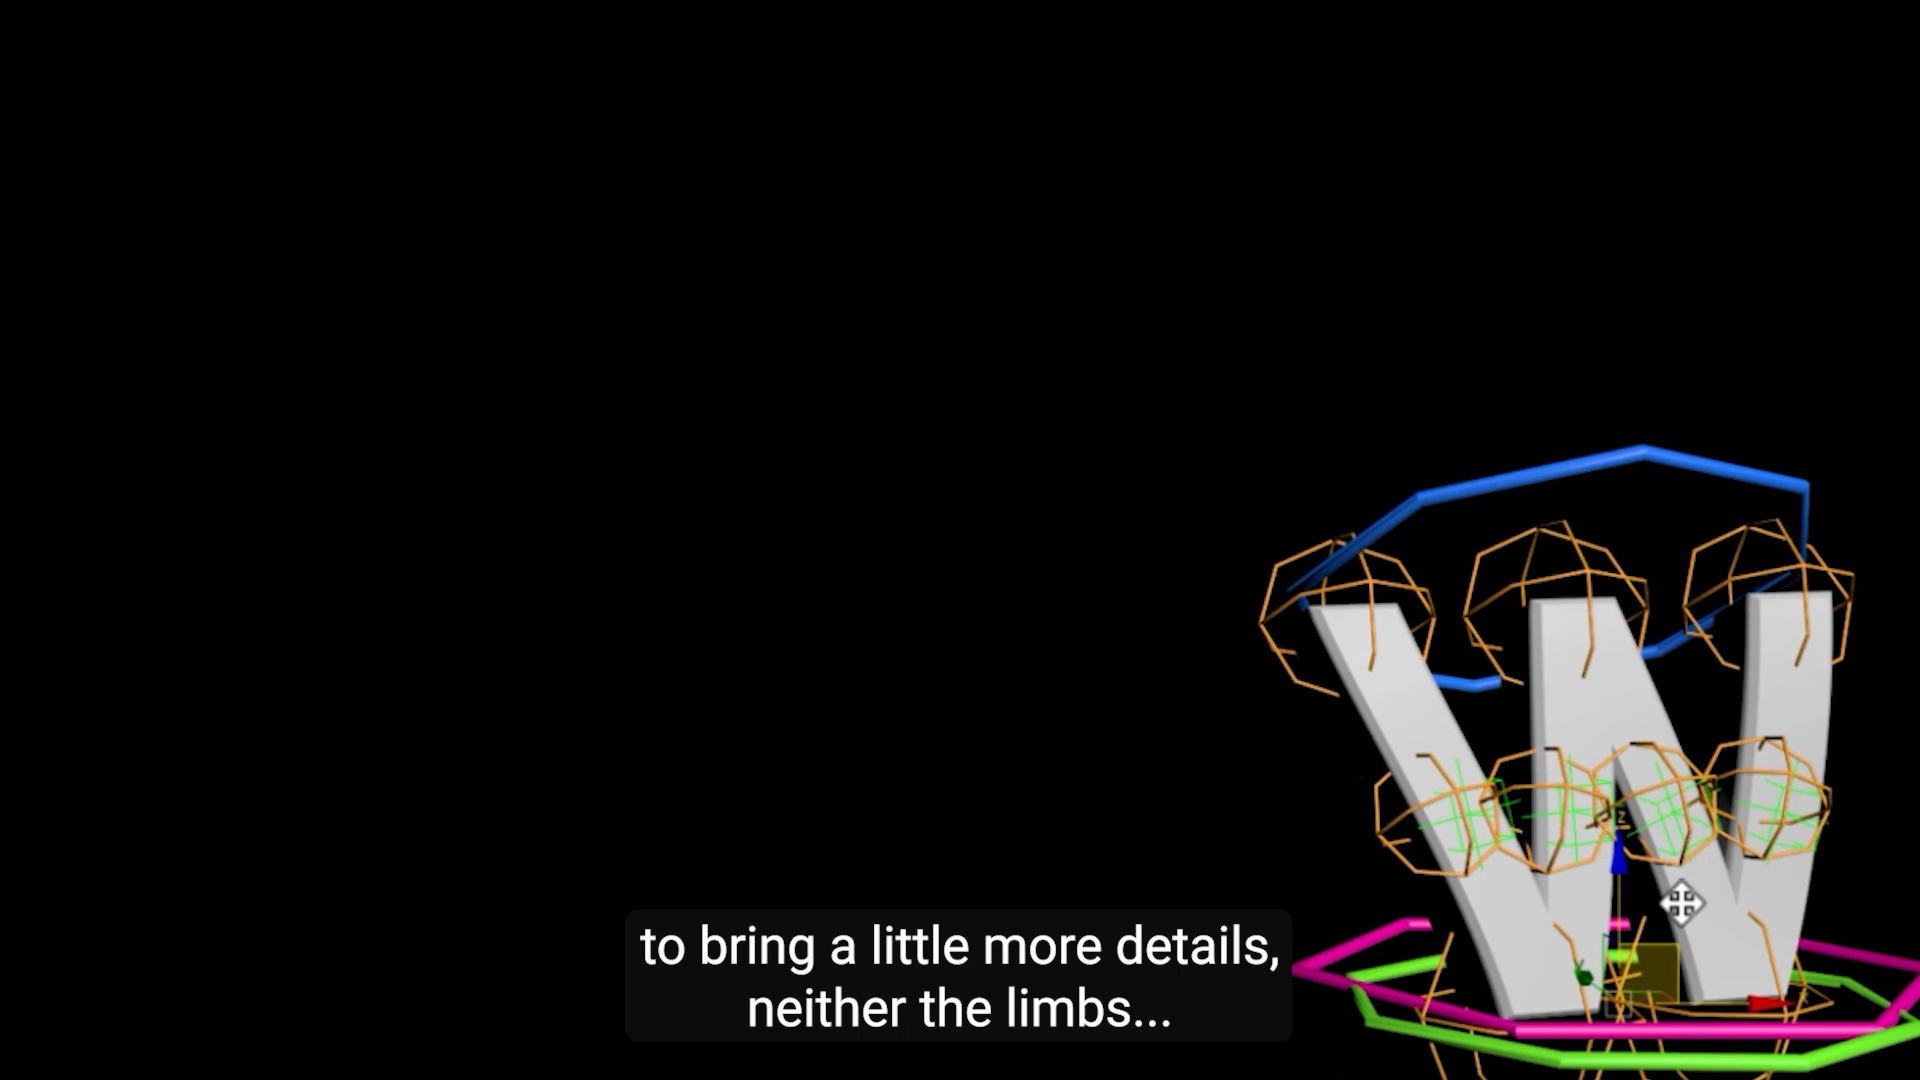 W
z
to bring a little more details,
neither the limbs...